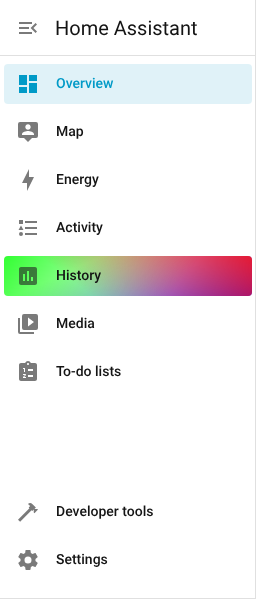 Home Assistant
Overview
Map
Energy
Activity
History
Media
To-do lists
Developer tools
Settings